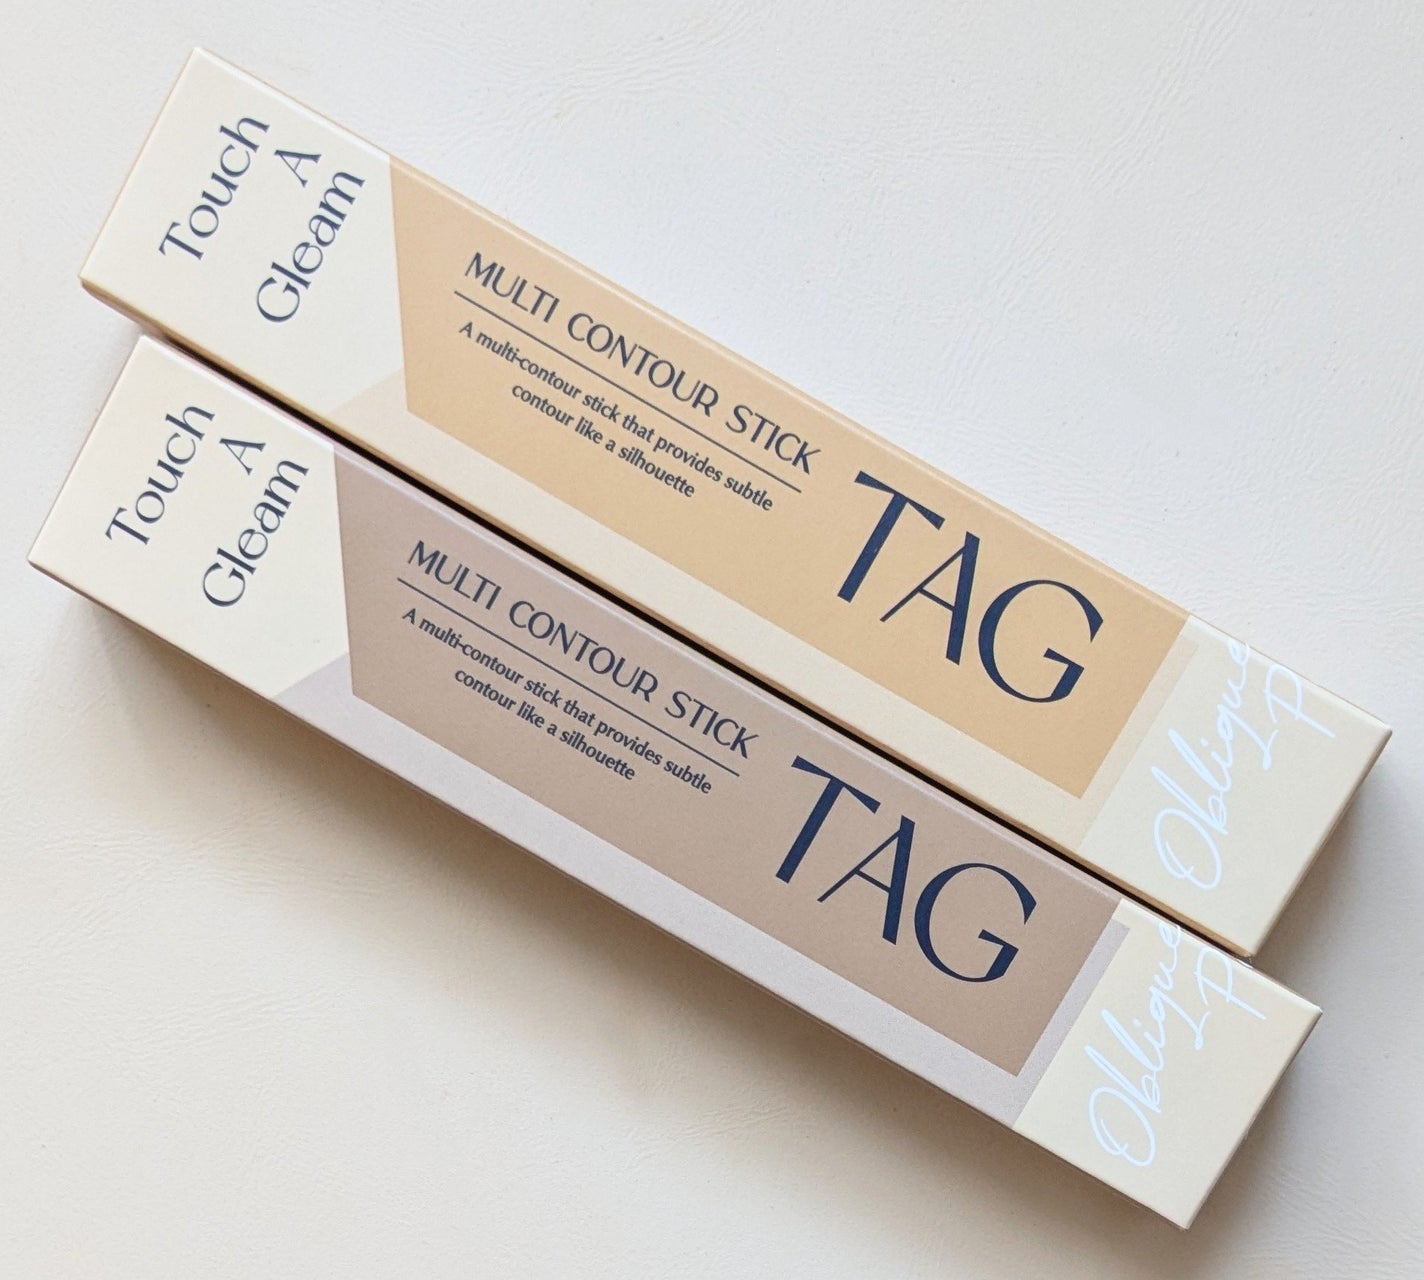 Touch
A
Gleam
MULTI CONTOUR STICK
A multi-contour stick that provides subtle
contour like a silhouette
TAG
Oblique
Touch
A
Gleam
MULTI CONTOUR STICK
A multi-contour stick that provides subtle
contour like a silhouette
TAG
Oblique